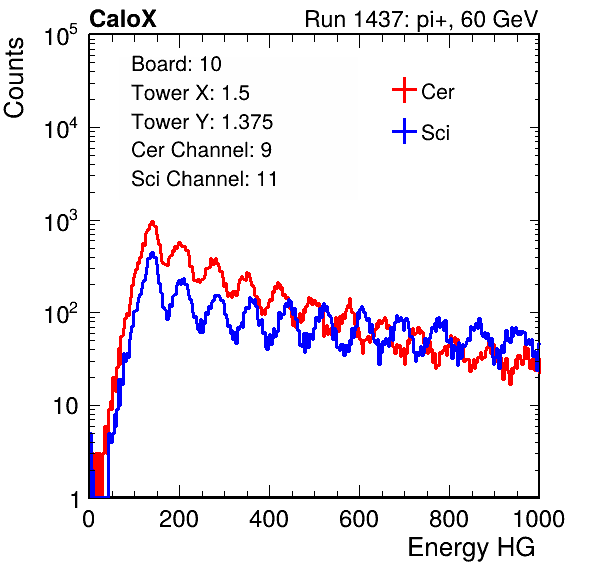 CaloX Run 1437: pi+, 60 GeV
Counts
10^5
10^4
10^3
10^2
10
1
Board: 10
Tower X: 1.5
Tower Y: 1.375
Cer Channel: 9
Sci Channel: 11
Cer
Sci
0 200 400 600 800 1000
Energy HG